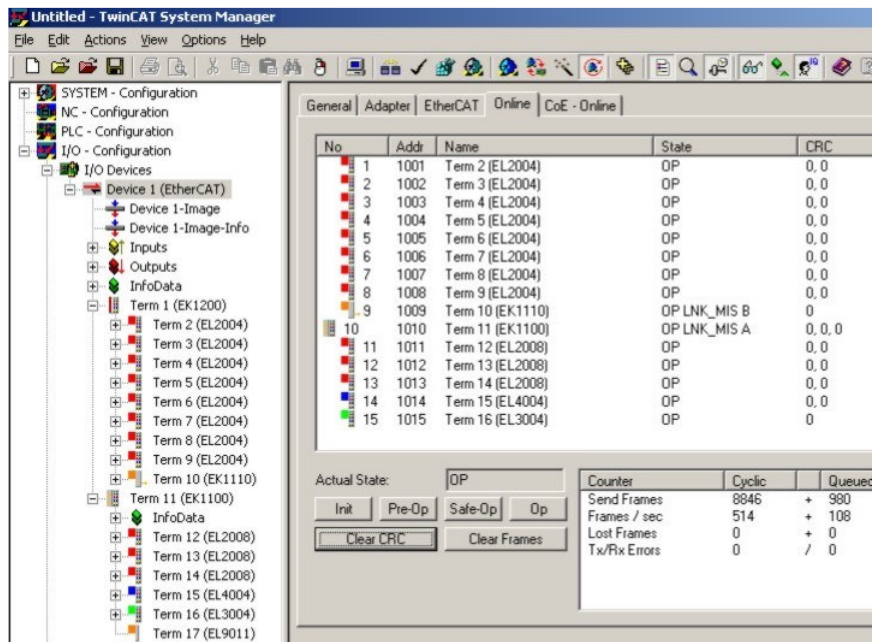 Untitled - TwinCAT System Manager
File Edit Actions View Options Help
SYSTEM - Configuration
NC - Configuration
PLC - Configuration
I/O - Configuration
I/O Devices
Device 1 (EtherCAT)
Device 1-Image
Device 1-Image-Info
Inputs
Outputs
InfoData
Term 1 (EK1200)
Term 2 (EL2004)
Term 3 (EL2004)
Term 4 (EL2004)
Term 5 (EL2004)
Term 6 (EL2004)
Term 7 (EL2004)
Term 8 (EL2004)
Term 9 (EL2004)
Term 10 (EK1110)
Term 11 (EK1100)
InfoData
Term 12 (EL2008)
Term 13 (EL2008)
Term 14 (EL2008)
Term 15 (EL4004)
Term 16 (EL3004)
Term 17 (EL9011)
General Adapter EtherCAT Online CoE - Online
No Addr Name State CRC
1 1001 Term 2 (EL2004) OP 0, 0
2 1002 Term 3 (EL2004) OP 0, 0
3 1003 Term 4 (EL2004) OP 0, 0
4 1004 Term 5 (EL2004) OP 0, 0
5 1005 Term 6 (EL2004) OP 0, 0
6 1006 Term 7 (EL2004) OP 0, 0
7 1007 Term 8 (EL2004) OP 0, 0
8 1008 Term 9 (EL2004) OP 0, 0
9 1009 Term 10 (EK1110) OP LNK_MIS B 0
10 1010 Term 11 (EK1100) OP LNK_MIS A 0, 0, 0
11 1011 Term 12 (EL2008) OP 0, 0
12 1012 Term 13 (EL2008) OP 0, 0
13 1013 Term 14 (EL2008) OP 0, 0
14 1014 Term 15 (EL4004) OP 0, 0
15 1015 Term 16 (EL3004) OP 0
Actual State: OP
Init Pre-Op Safe-Op Op
Clear CRC Clear Frames
Counter Cyclic Queued
Send Frames 8846 + 980
Frames / sec 514 + 108
Lost Frames 0 + 0
Tx/Rx Errors 0 / 0